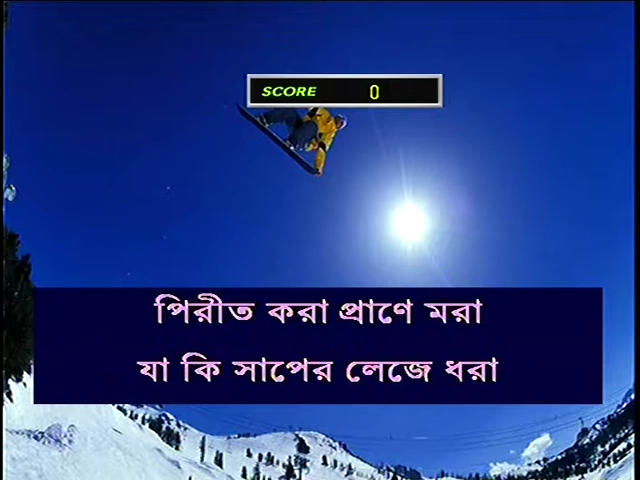 SCORE 0
পিরীত করা প্রাণে মরা
যা কি সাপের লেজে ধরা